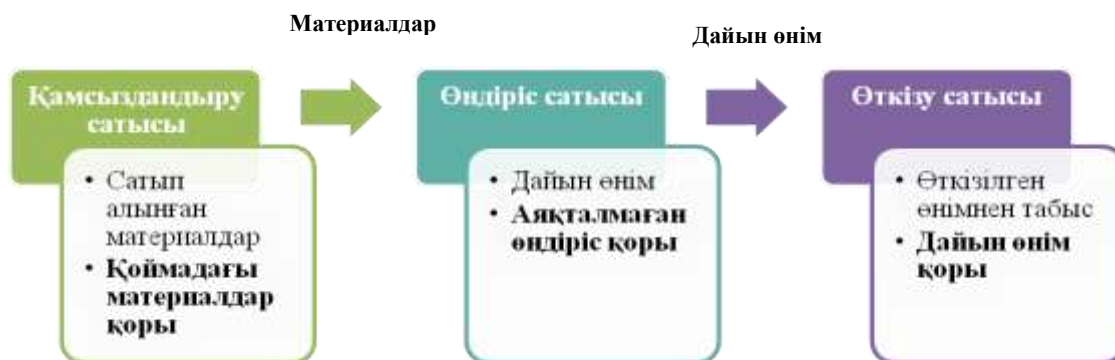 Материалдар
Дайын өнім
Қамсыздандыру
сатысы
• Сатып
алынған
материалдар
• Қоймадағы
материалдар
қоры
Өндіріс сатысы
• Дайын өнім
• Аяқталмаған
өндіріс қоры
Өткізу сатысы
• Өткізілген
өнімнен табыс
• Дайын өнім
қоры